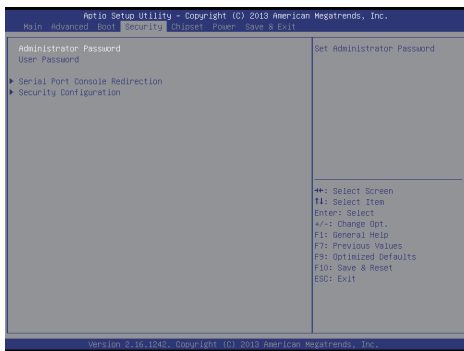 Aptio Setup Utility – Copyright (C) 2013 American Megatrends, Inc.
Main Advanced Boot Security Chipset Power Save & Exit
Administrator Password
User Password
▶ Serial Port Console Redirection
▶ Security Configuration
Set Administrator Password
→←: Select Screen
↑↓: Select Item
Enter: Select
+/-: Change Opt.
F1: General Help
F7: Previous Values
F9: Optimized Defaults
F10: Save & Reset
ESC: Exit
Version 2.16.1242. Copyright (C) 2013 American Megatrends, Inc.